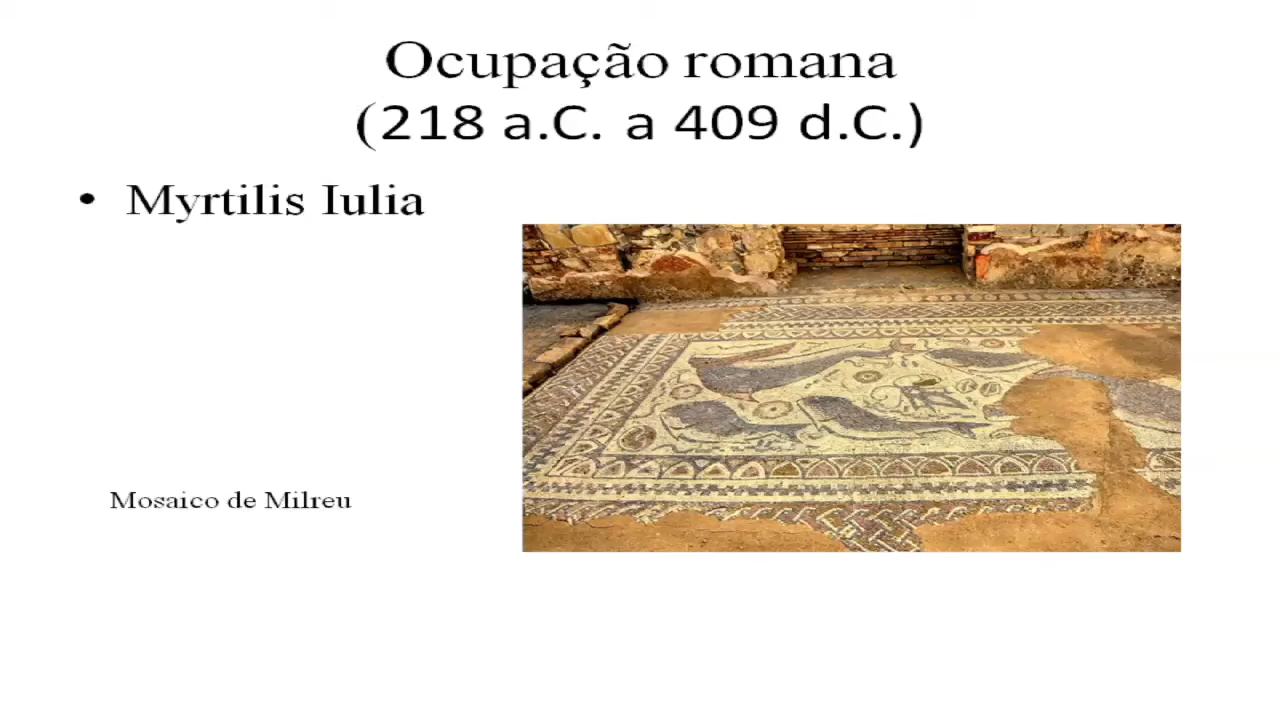 Ocupação romana
(218 a.C. a 409 d.C.)
• Myrtilis Iulia
Mosaico de Milreu